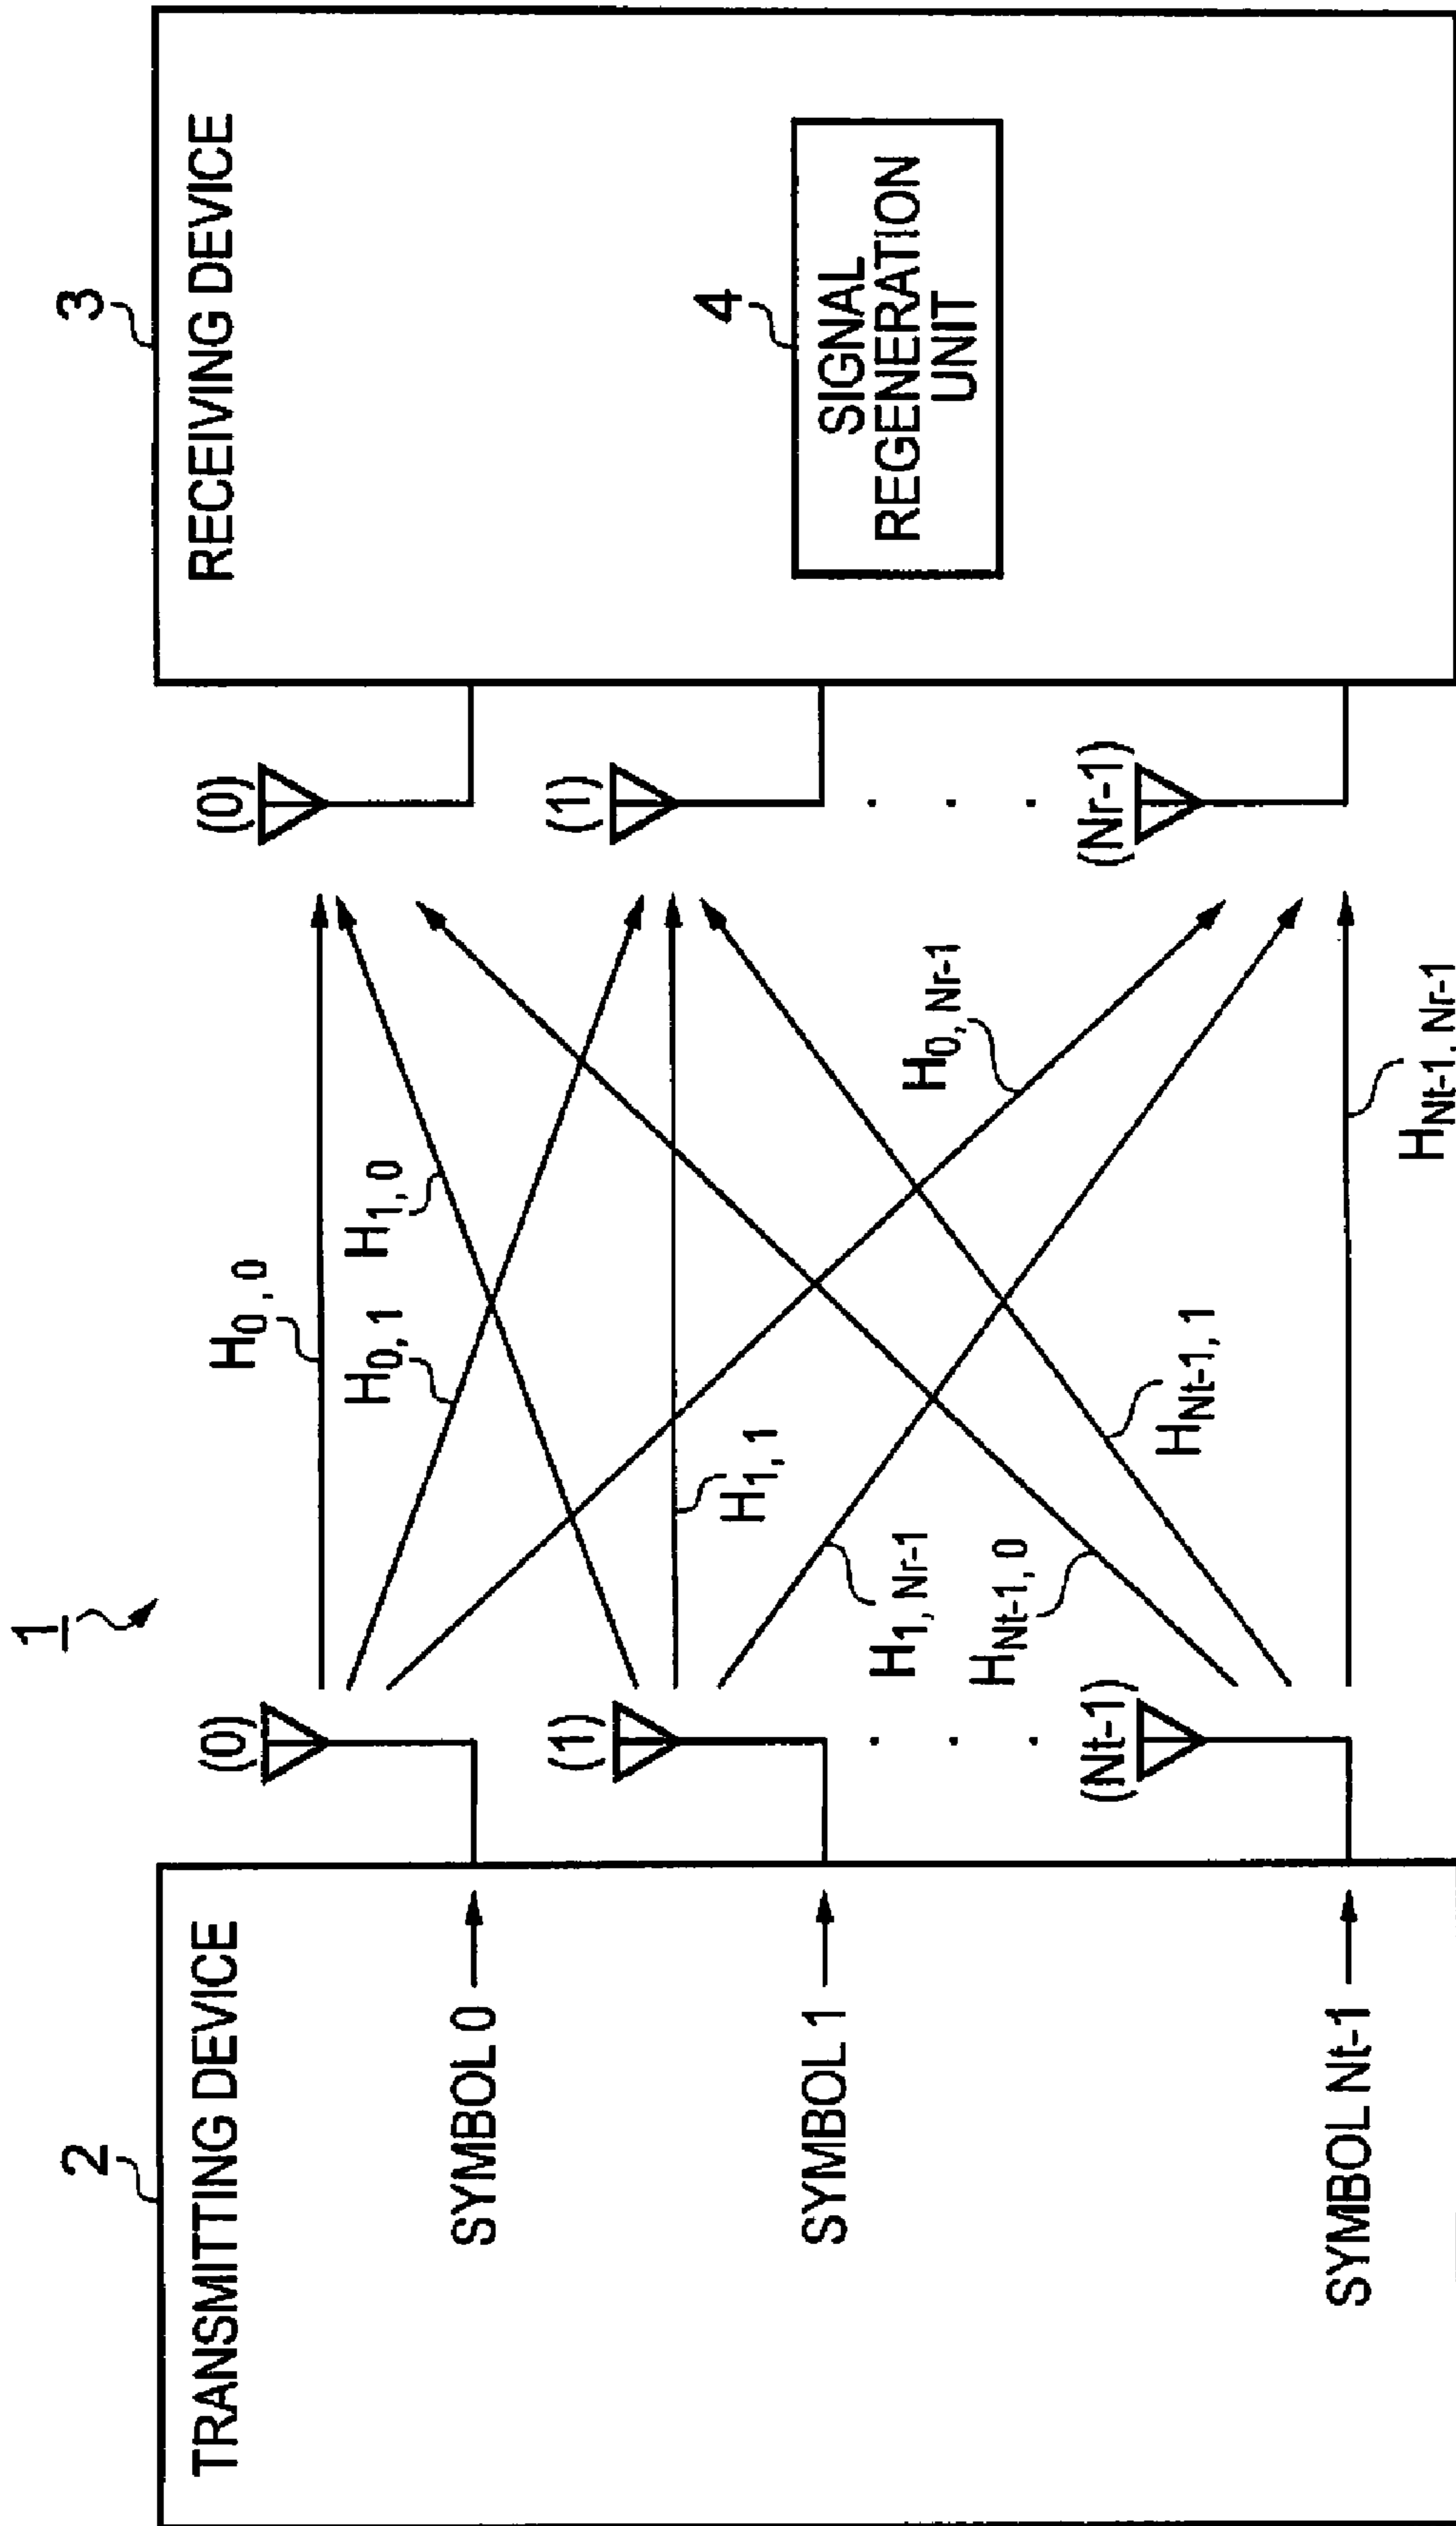 1
2
TRANSMITTING DEVICE
SYMBOL 0
SYMBOL 1
SYMBOL Nt-1
(0)
(1)
(Nt-1)
H0, 0
H0, 1
H1, 0
H1, 1
H1, Nr-1
HNt-1, 0
HNt-1, 1
H0, Nr-1
HNt-1, Nr-1
(0)
(1)
(Nr-1)
3
RECEIVING DEVICE
4
SIGNAL
REGENERATION
UNIT